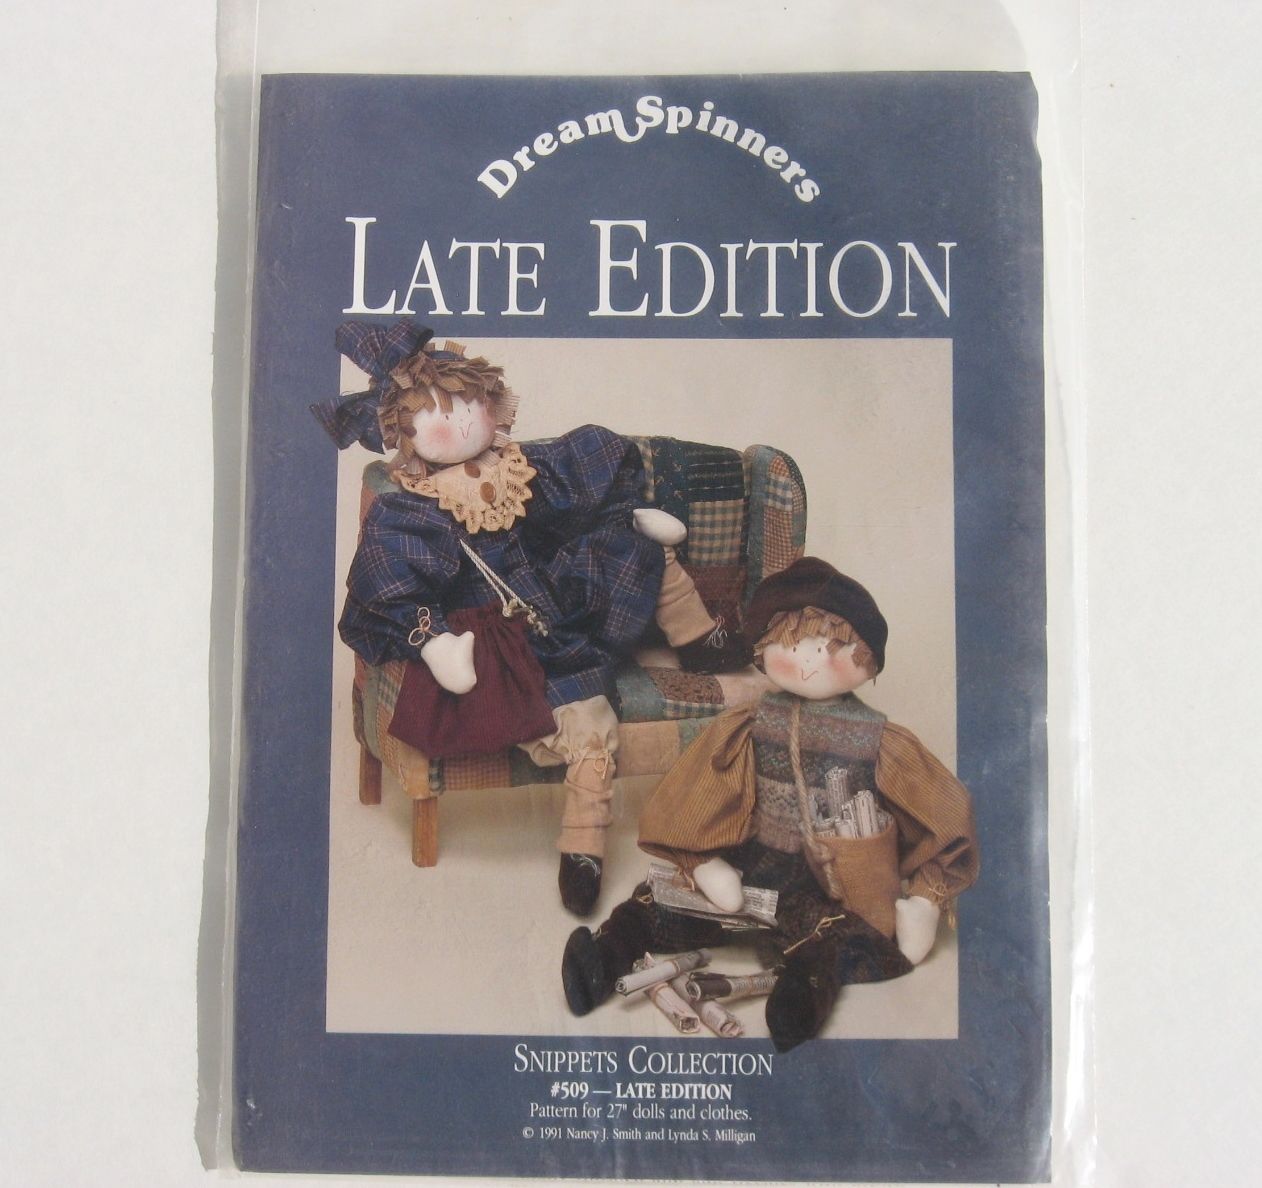 Dream Spinners
LATE EDITION
SNIPPETS COLLECTION
#509 — LATE EDITION
Pattern for 27" dolls and clothes.
© 1991 Nancy J. Smith and Lynda S. Milligan